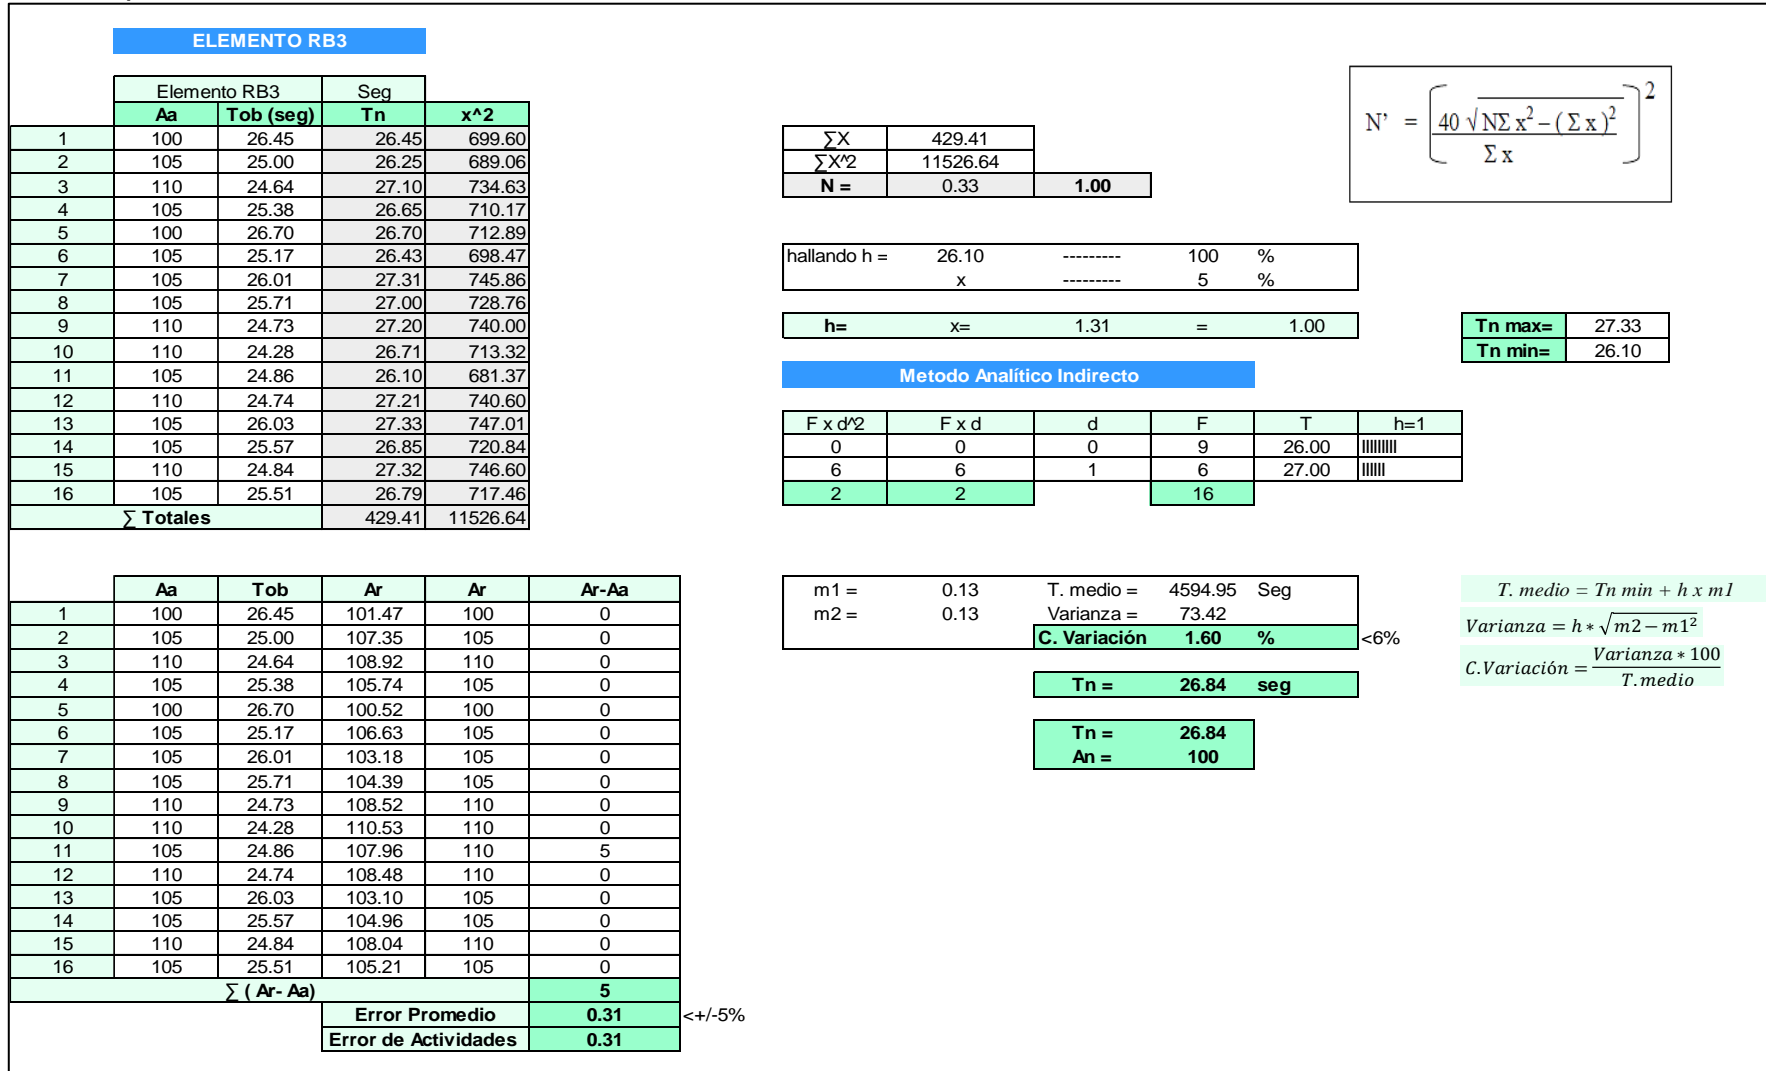 ELEMENTO RB3
Elemento RB3 Seg
Aa Tob (seg) Tn x^2
1 100 26.45 26.45 699.60
2 105 25.00 26.25 689.06
3 110 24.64 27.10 734.63
4 105 25.38 26.65 710.17
5 100 26.70 26.70 712.89
6 105 25.17 26.43 698.47
7 105 26.01 27.31 745.86
8 105 25.71 27.00 728.76
9 110 24.73 27.20 740.00
10 110 24.28 26.71 713.32
11 105 24.86 26.10 681.37
12 110 24.74 27.21 740.60
13 105 26.03 27.33 747.01
14 105 25.57 26.85 720.84
15 110 24.84 27.32 746.60
16 105 25.51 26.79 717.46
∑ Totales 429.41 11526.64
∑X 429.41
∑X^2 11526.64
N = 0.33 1.00
N' = (40 √NΣ x² – (Σ x)² / Σ x)²
hallando h = 26.10 --------- 100 %
x --------- 5 %
h= x= 1.31 = 1.00
Tn max= 27.33
Tn min= 26.10
Metodo Analítico Indirecto
F x d^2 F x d d F T h=1
0 0 0 9 26.00 IIIIIIIII
6 6 1 6 27.00 IIIIII
2 2 16
Aa Tob Ar Ar Ar-Aa
1 100 26.45 101.47 100 0
2 105 25.00 107.35 105 0
3 110 24.64 108.92 110 0
4 105 25.38 105.74 105 0
5 100 26.70 100.52 100 0
6 105 25.17 106.63 105 0
7 105 26.01 103.18 105 0
8 105 25.71 104.39 105 0
9 110 24.73 108.52 110 0
10 110 24.28 110.53 110 0
11 105 24.86 107.96 110 5
12 110 24.74 108.48 110 0
13 105 26.03 103.10 105 0
14 105 25.57 104.96 105 0
15 110 24.84 108.04 110 0
16 105 25.51 105.21 105 0
∑ ( Ar- Aa) 5
Error Promedio 0.31 <+/-5%
Error de Actividades 0.31
m1 = 0.13 T. medio = 4594.95 Seg
m2 = 0.13 Varianza = 73.42
C. Variación 1.60 % <6%
Tn = 26.84 seg
Tn = 26.84
An = 100
T. medio = Tn min + h x m1
Varianza = h * √m2 − m1²
C.Variación = Varianza * 100 / T.medio